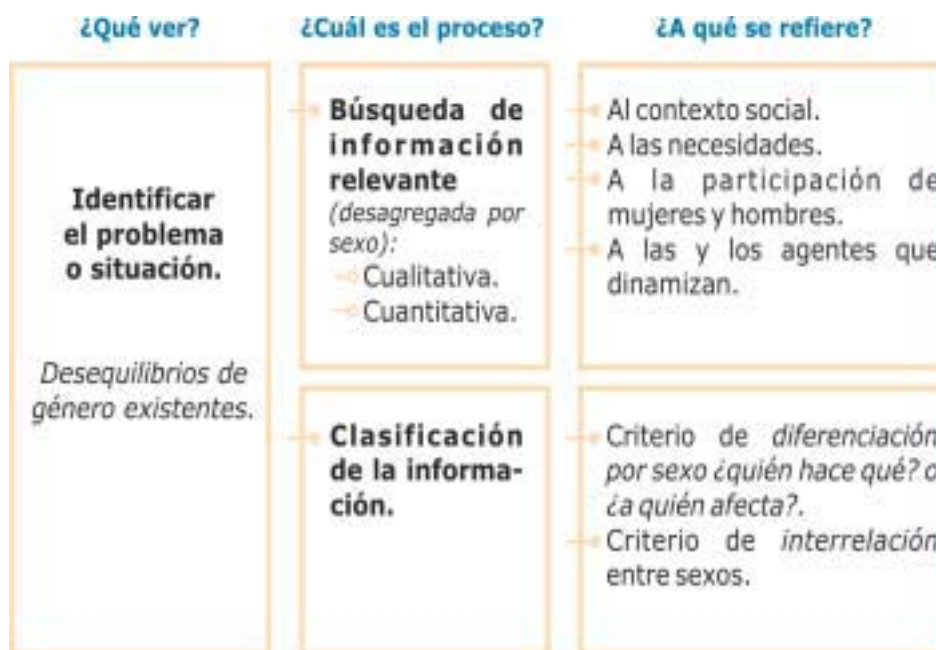 ¿Qué ver?
¿Cuál es el proceso?
¿A qué se refiere?
Identificar
el problema
o situación.
Desequilibrios de
género existentes.
Búsqueda de
información
relevante
(desagregada por
sexo):
Cualitativa.
Cuantitativa.
Al contexto social.
A las necesidades.
A la participación de
mujeres y hombres.
A las y los agentes que
dinamizan.
Clasificación
de la informa-
ción.
Criterio de diferenciación
por sexo ¿quién hace qué? o
¿a quién afecta?.
Criterio de interrelación
entre sexos.